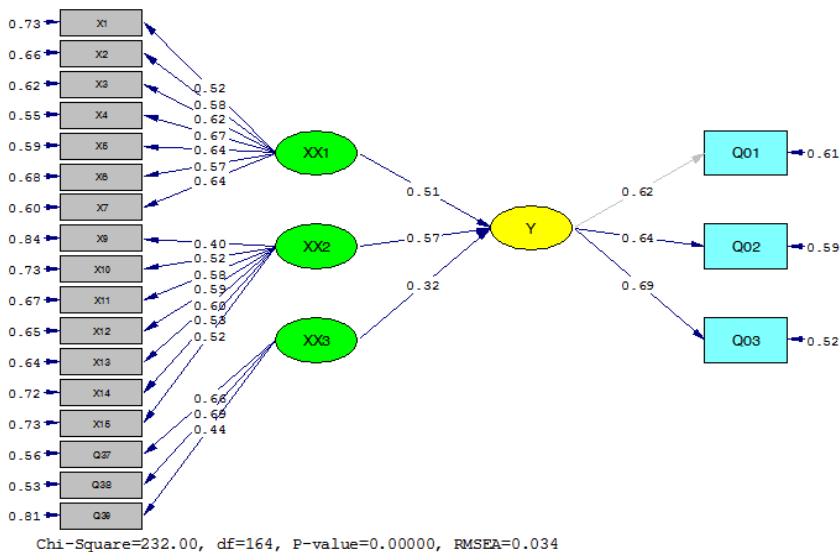 0.73 X1
0.66 X2
0.62 X3
0.55 X4
0.59 X5
0.68 X6
0.60 X7
0.84 X9
0.73 X10
0.67 X11
0.65 X12
0.64 X13
0.72 X14
0.73 X15
0.56 Q37
0.53 Q38
0.81 Q39
0.52
0.58
0.62
0.67
0.64
0.57
0.64
0.40
0.52
0.58
0.59
0.60
0.53
0.52
0.66
0.69
0.44
XX1
XX2
XX3
0.51
0.57
0.32
Y
0.62
0.64
0.69
Q01 0.61
Q02 0.59
Q03 0.52
Chi-Square=232.00, df=164, P-value=0.00000, RMSEA=0.034